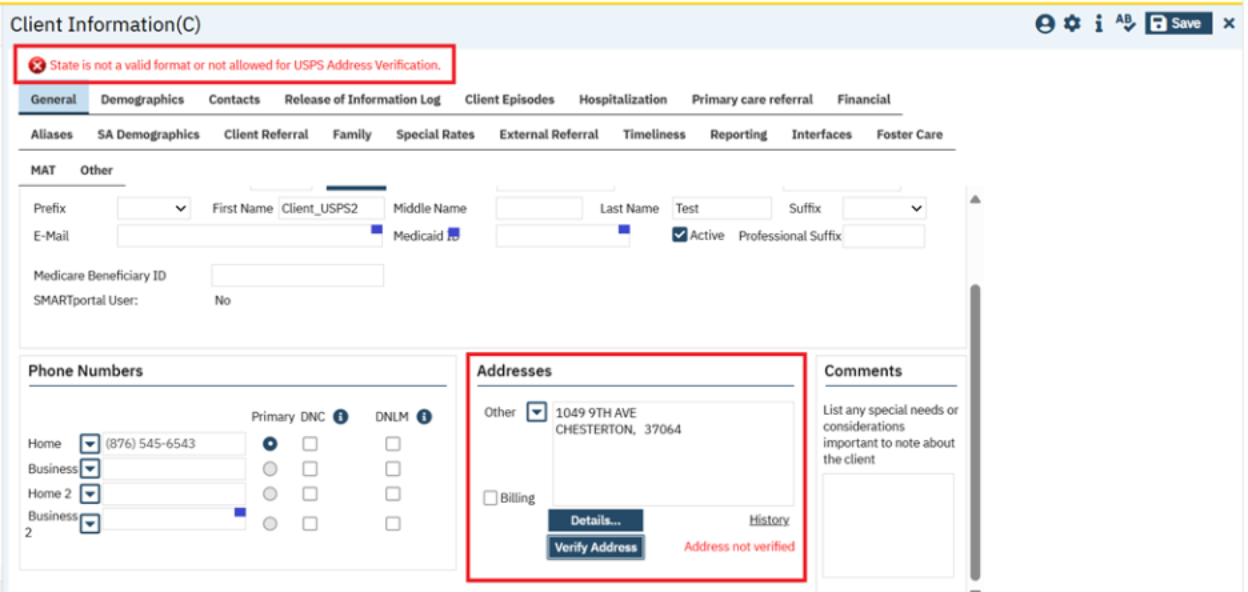 Client Information(C)
Save
State is not a valid format or not allowed for USPS Address Verification.
General Demographics Contacts Release of Information Log Client Episodes Hospitalization Primary care referral Financial
Aliases SA Demographics Client Referral Family Special Rates External Referral Timeliness Reporting Interfaces Foster Care
MAT Other
Prefix First Name Client_USPS2 Middle Name Last Name Test Suffix
E-Mail Medicaid ID Active Professional Suffix
Medicare Beneficiary ID
SMARTportal User: No
Phone Numbers
Primary DNC DNLM
Home (876) 545-6543
Business
Home 2
Business
2
Addresses
Other 1049 9TH AVE
CHESTERTON, 37064
Billing
Details...
History
Verify Address
Address not verified
Comments
List any special needs or
considerations
important to note about
the client